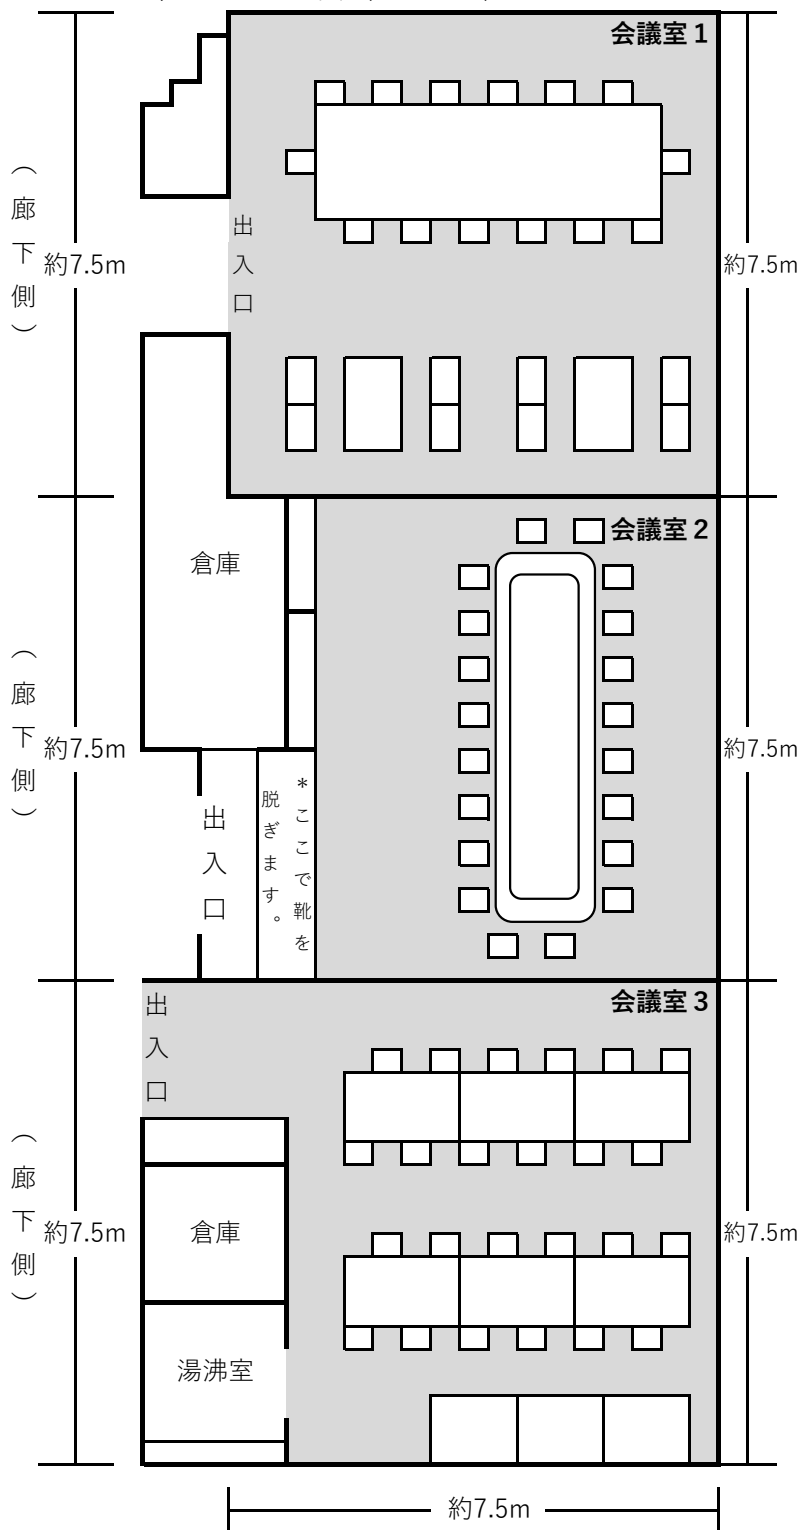 会議室１
（廊下側）
約7.5m
出入口
約7.5m
会議室２
倉庫
（廊下側）
約7.5m
約7.5m
出入口
＊ここで靴を
脱ぎます。
会議室３
出入口
（廊下側）
約7.5m
倉庫
約7.5m
湯沸室
約7.5m